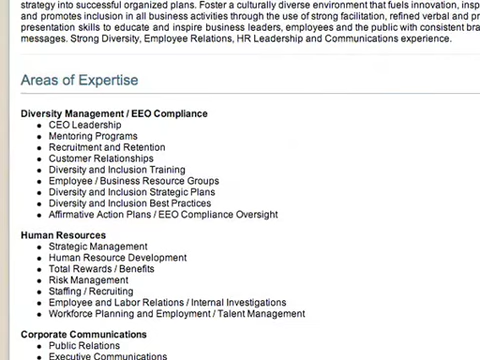 strategy into successful organized plans. Foster a culturally diverse environment that fuels innovation, insp
and promotes inclusion in all business activities through the use of strong facilitation, refined verbal and pr
presentation skills to educate and inspire business leaders, employees and the public with consistent bra
messages. Strong Diversity, Employee Relations, HR Leadership and Communications experience.
Areas of Expertise
Diversity Management / EEO Compliance
• CEO Leadership
• Mentoring Programs
• Recruitment and Retention
• Customer Relationships
• Diversity and Inclusion Training
• Employee / Business Resource Groups
• Diversity and Inclusion Strategic Plans
• Diversity and Inclusion Best Practices
• Affirmative Action Plans / EEO Compliance Oversight
Human Resources
• Strategic Management
• Human Resource Development
• Total Rewards / Benefits
• Risk Management
• Staffing / Recruiting
• Employee and Labor Relations / Internal Investigations
• Workforce Planning and Employment / Talent Management
Corporate Communications
• Public Relations
• Executive Communications